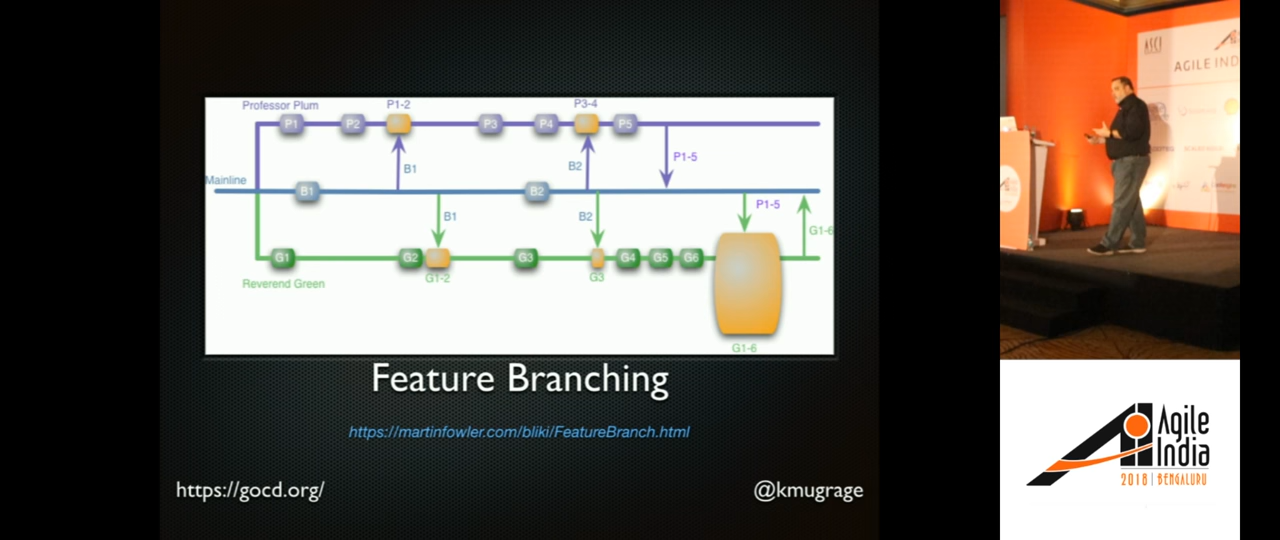 Professor Plum
P1-2
P3-4
P1
P2
P3
P4
P5
B1
B2
P1-5
Mainline
B1
B2
B1
B2
P1-5
G1-6
G1
G2
G3
G4
G5
G6
G1-2
G3
Reverend Green
G1-6
Feature Branching
https://martinfowler.com/bliki/FeatureBranch.html
https://gocd.org/
@kmugrage
ASCI
AGILE IND
Agile
India
2018 | BENGALURU